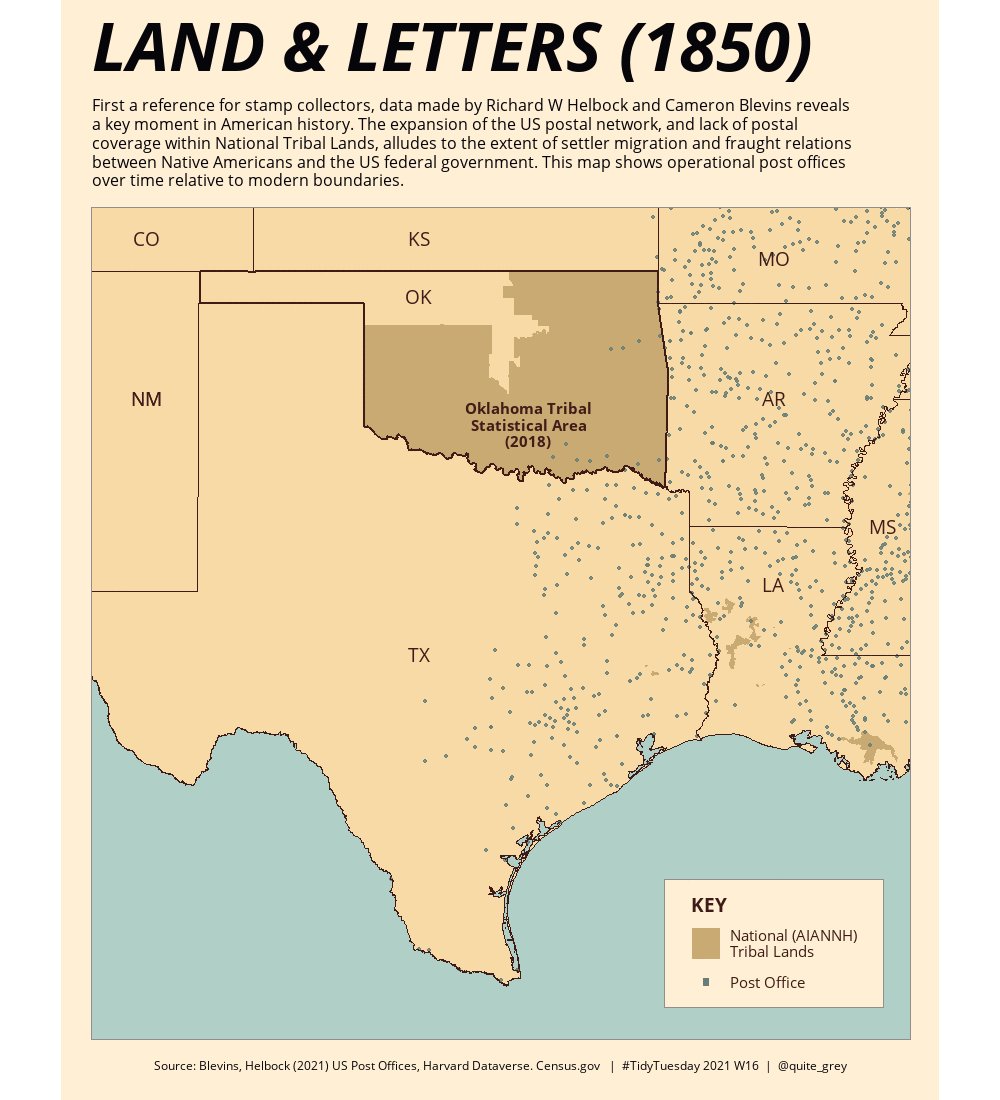 LAND & LETTERS (1850)
First a reference for stamp collectors, data made by Richard W Helbock and Cameron Blevins reveals
a key moment in American history. The expansion of the US postal network, and lack of postal
coverage within National Tribal Lands, alludes to the extent of settler migration and fraught relations
between Native Americans and the US federal government. This map shows operational post offices
over time relative to modern boundaries.
CO
KS
MO
OK
NM
AR
Oklahoma Tribal
Statistical Area
(2018)
MS
LA
TX
KEY
National (AIANNH)
Tribal Lands
Post Office
Source: Blevins, Helbock (2021) US Post Offices, Harvard Dataverse. Census.gov | #TidyTuesday 2021 W16 | @quite_grey